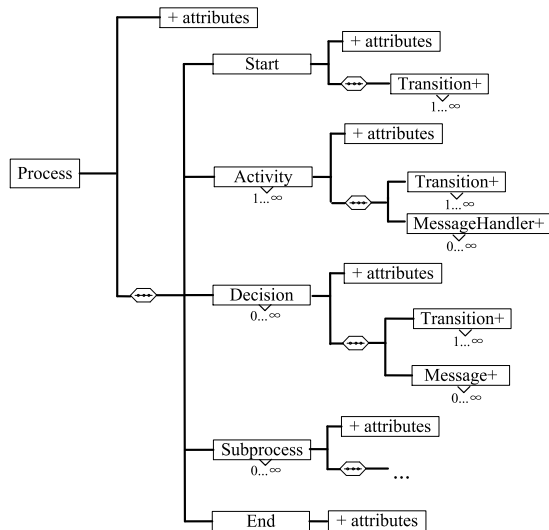 + attributes
+ attributes
Start
Transition+
1...∞
+ attributes
Process
Activity
1...∞
Transition+
1...∞
MessageHandler+
0...∞
+ attributes
Decision
0...∞
Transition+
1...∞
Message+
0...∞
+ attributes
Subprocess
0...∞
...
End
+ attributes